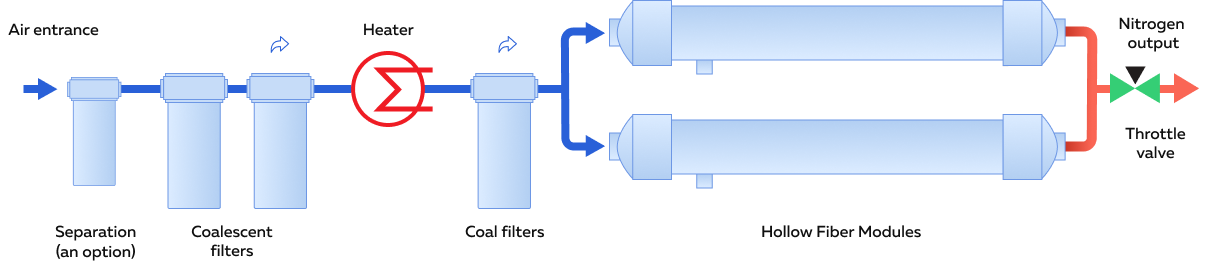 Air entrance
Heater
Nitrogen
output
Throttle
valve
Separation
(an option)
Coalescent
filters
Coal filters
Hollow Fiber Modules